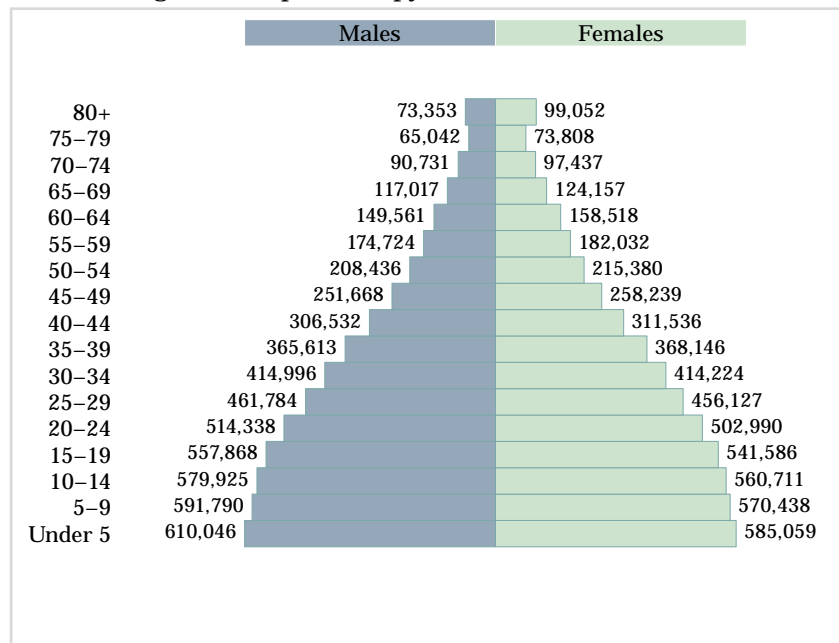 Males Females
80+ 73,353 99,052
75–79 65,042 73,808
70–74 90,731 97,437
65–69 117,017 124,157
60–64 149,561 158,518
55–59 174,724 182,032
50–54 208,436 215,380
45–49 251,668 258,239
40–44 306,532 311,536
35–39 365,613 368,146
30–34 414,996 414,224
25–29 461,784 456,127
20–24 514,338 502,990
15–19 557,868 541,586
10–14 579,925 560,711
5–9 591,790 570,438
Under 5 610,046 585,059